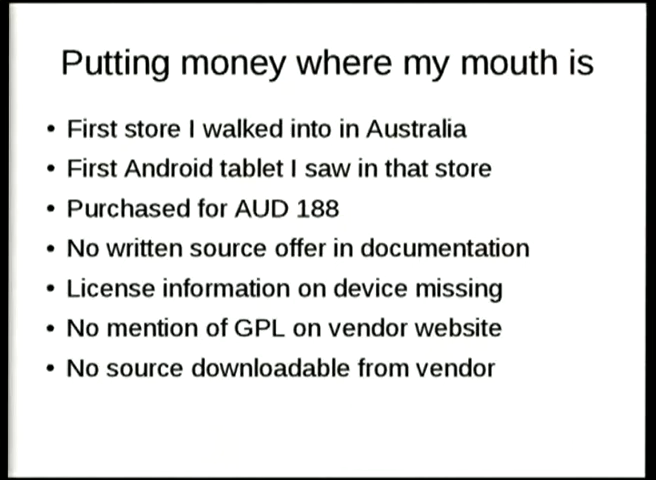 Putting money where my mouth is
• First store I walked into in Australia
• First Android tablet I saw in that store
• Purchased for AUD 188
• No written source offer in documentation
• License information on device missing
• No mention of GPL on vendor website
• No source downloadable from vendor